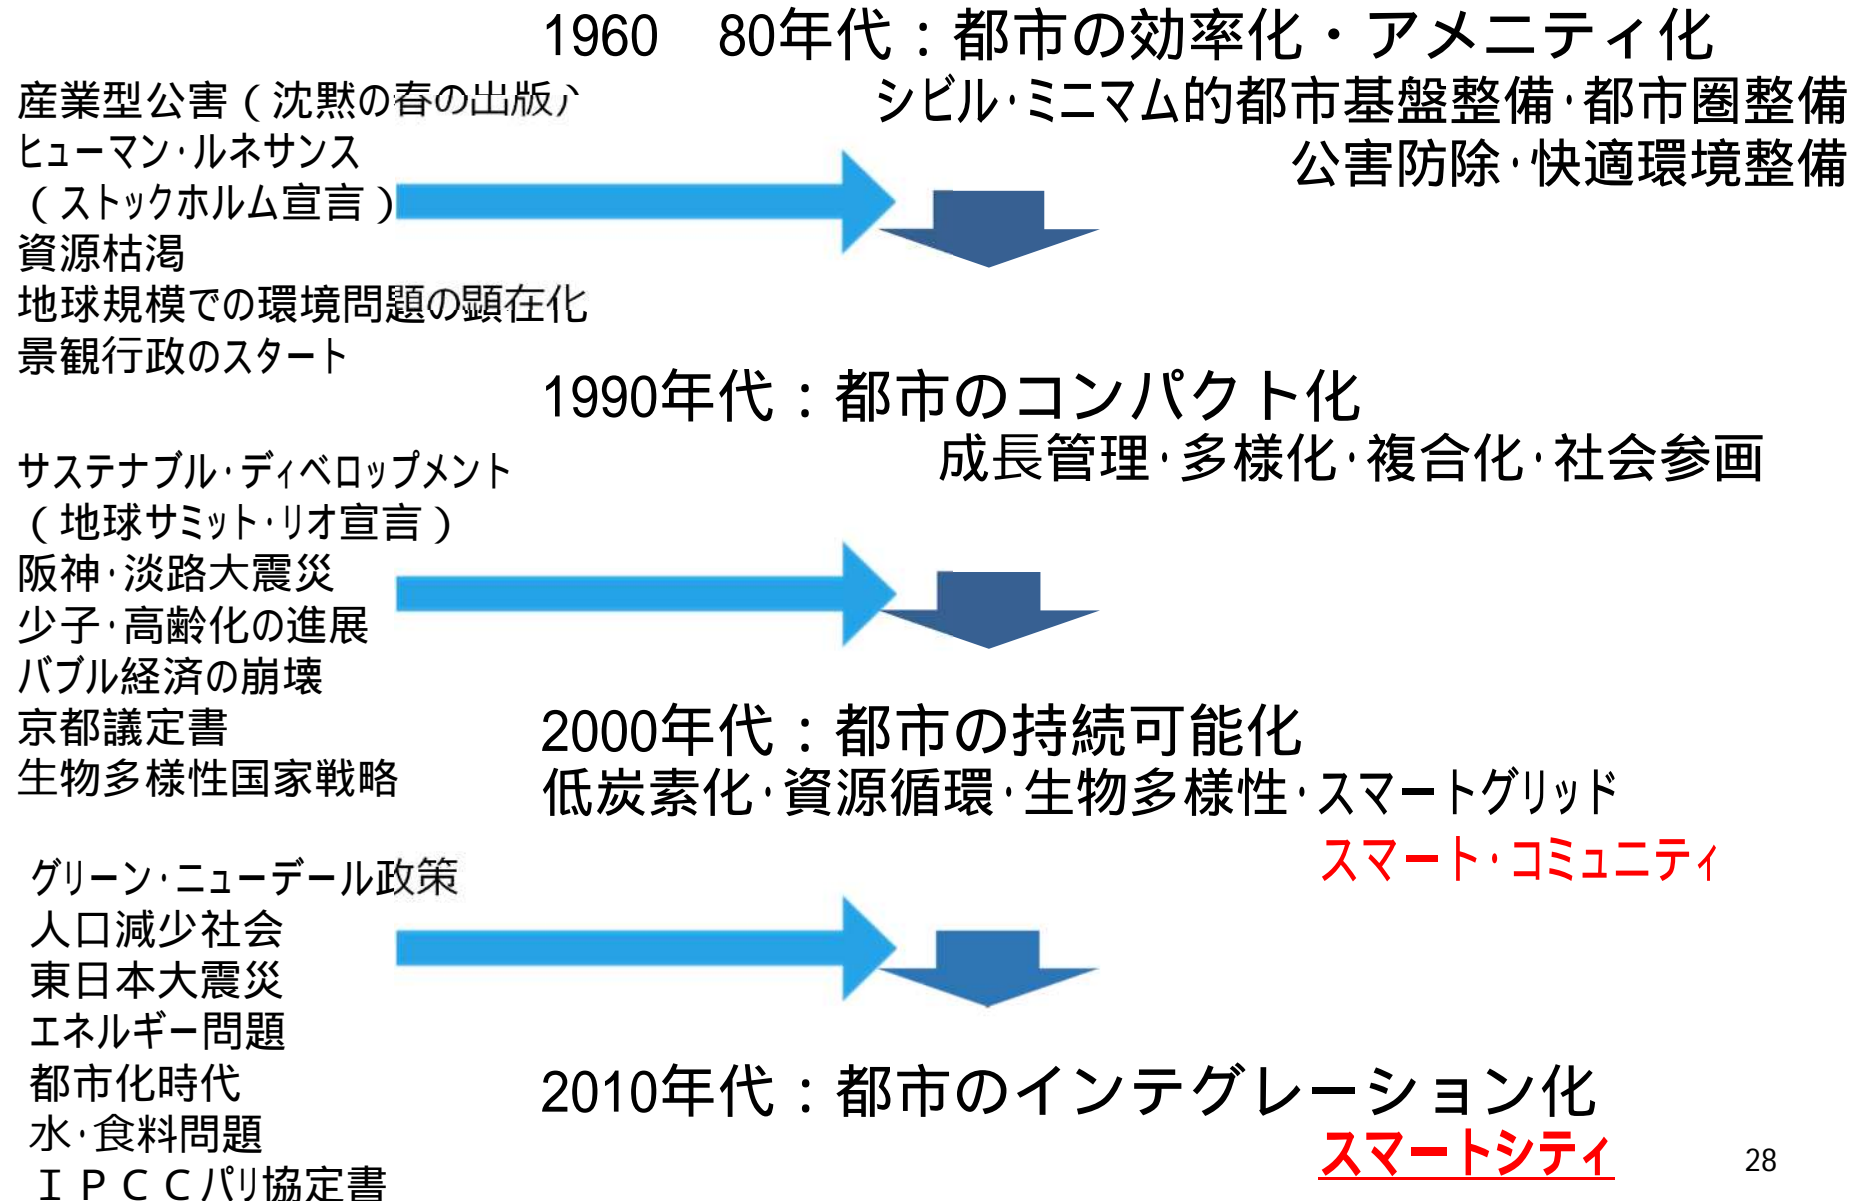 1960　80年代：都市の効率化・アメニティ化
シビル・ミニマム的都市基盤整備・都市圏整備
公害防除・快適環境整備
産業型公害（沈黙の春の出版）
ヒューマン・ルネサンス
（ストックホルム宣言）
資源枯渇
地球規模での環境問題の顕在化
景観行政のスタート
1990年代：都市のコンパクト化
成長管理・多様化・複合化・社会参画
サステナブル・ディベロップメント
（地球サミット・リオ宣言）
阪神・淡路大震災
少子・高齢化の進展
バブル経済の崩壊
京都議定書
生物多様性国家戦略
2000年代：都市の持続可能化
低炭素化・資源循環・生物多様性・スマートグリッド
スマート・コミュニティ
グリーン・ニューデール政策
人口減少社会
東日本大震災
エネルギー問題
都市化時代
水・食料問題
ＩＰＣＣパリ協定書
2010年代：都市のインテグレーション化
スマートシティ
28